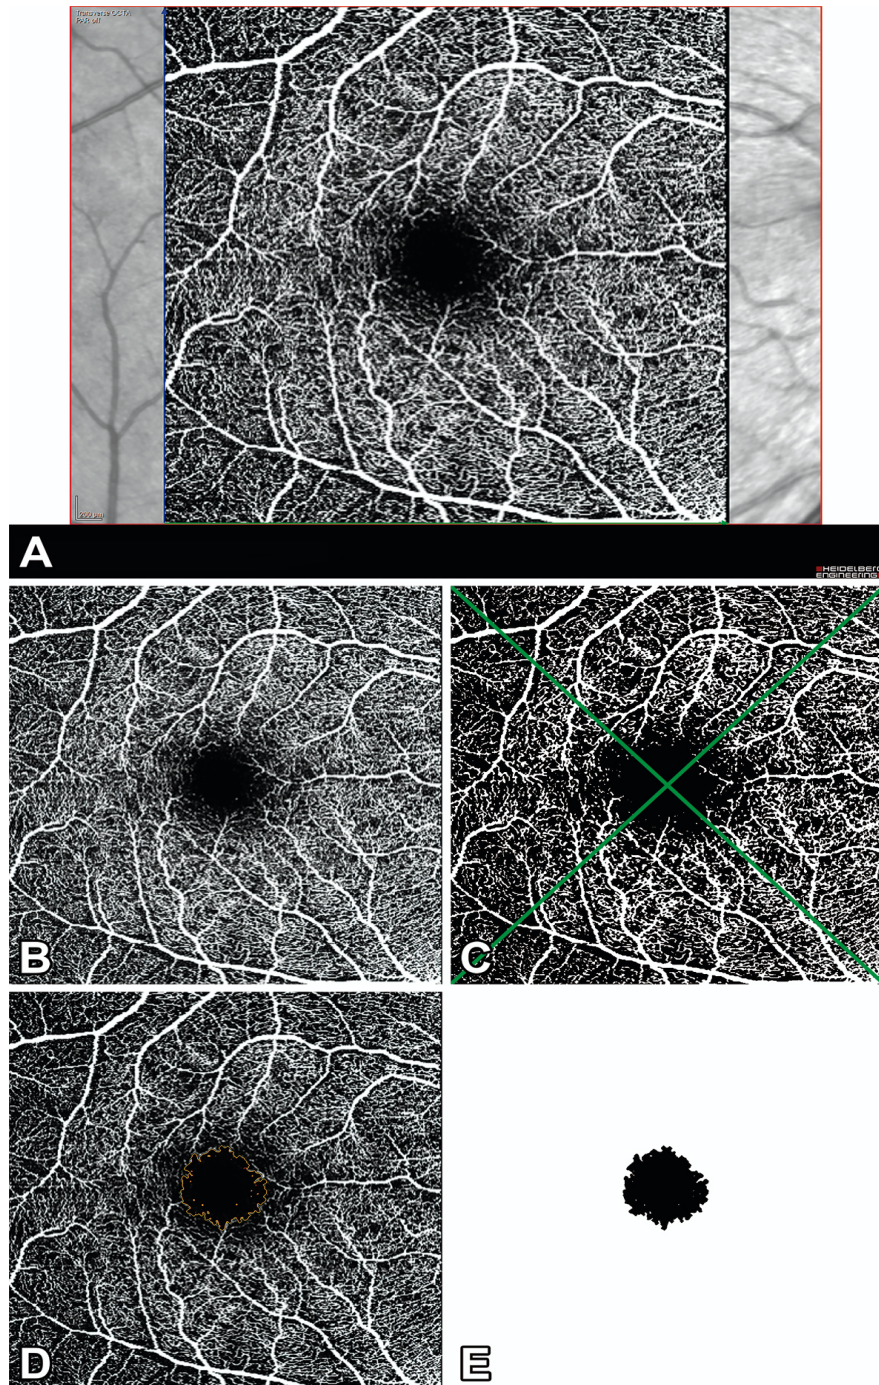 Transverse OCTA
PAR off
200 µm
A
HEIDELBERG
ENGINEERING
B
C
D
E